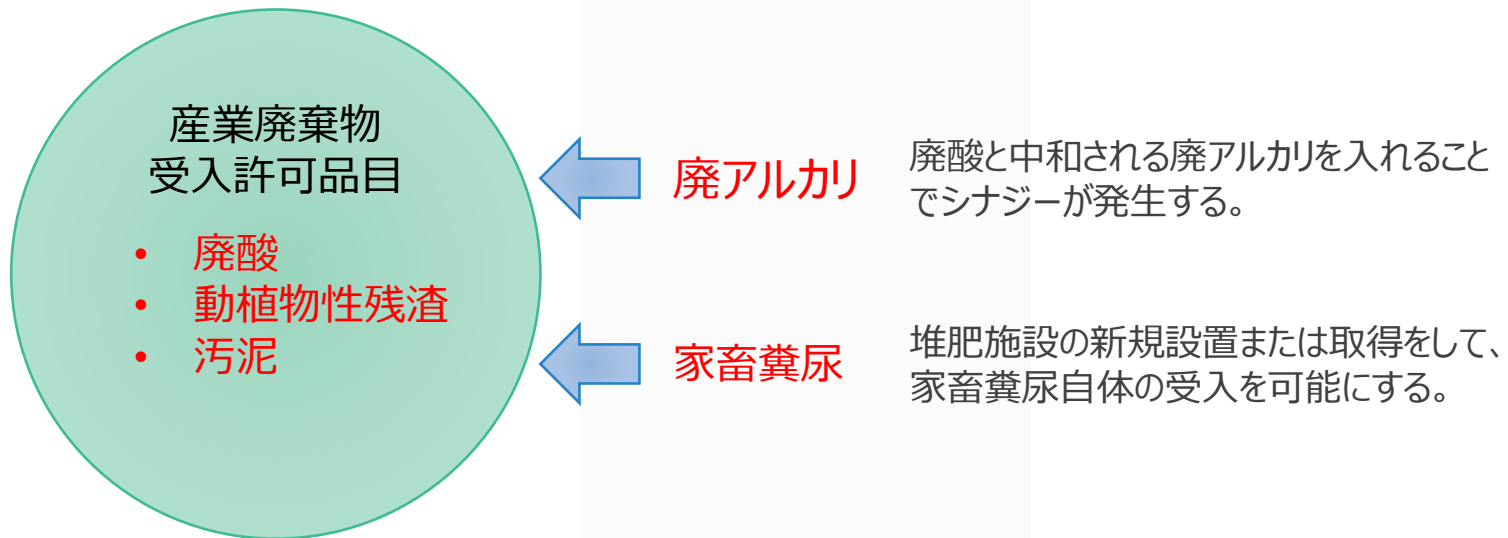 産業廃棄物
受入許可品目
• 廃酸
• 動植物性残渣
• 汚泥
廃アルカリ
廃酸と中和される廃アルカリを入れること
でシナジーが発生する。
家畜糞尿
堆肥施設の新規設置または取得をして、
家畜糞尿自体の受入を可能にする。